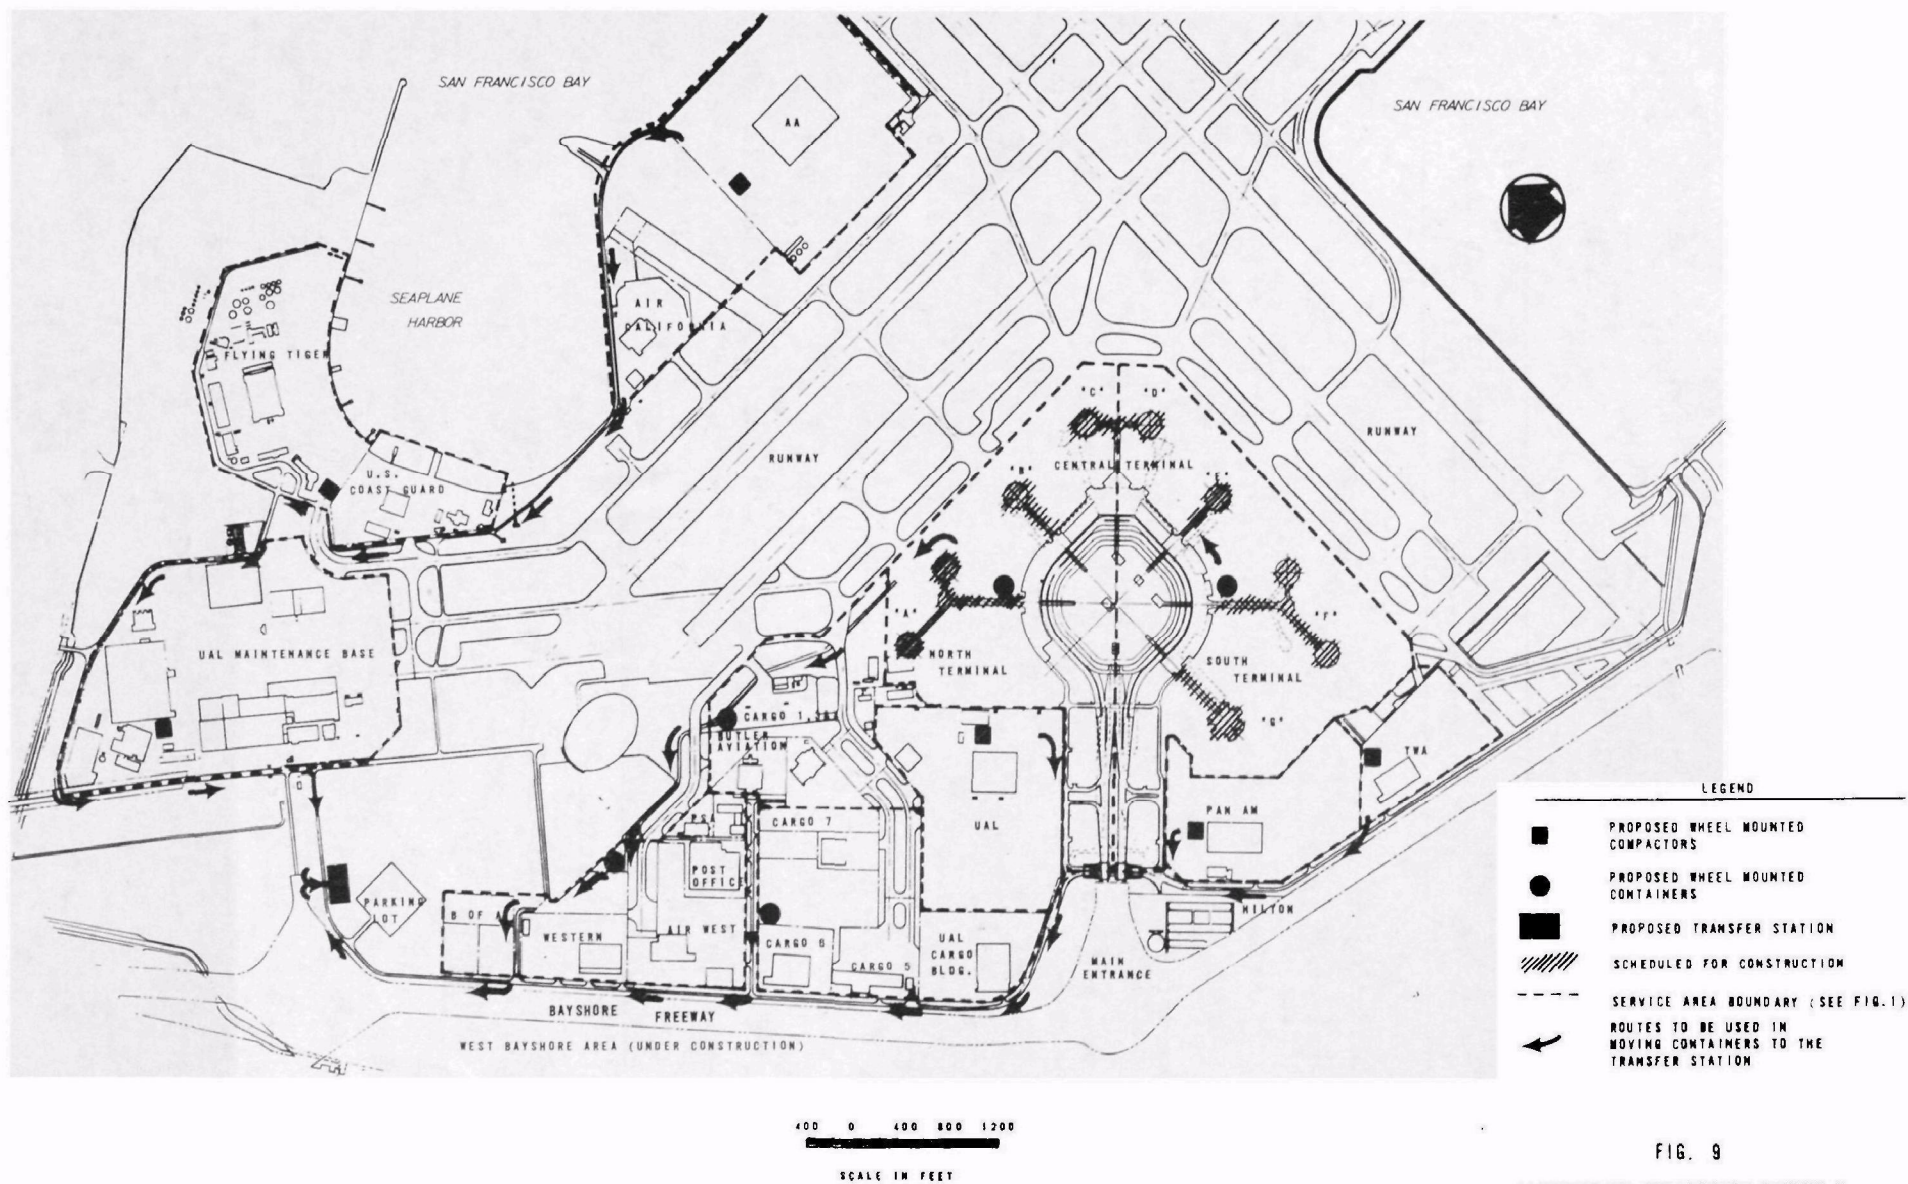 SAN FRANCISCO BAY
SAN FRANCISCO BAY
AA
SEAPLANE
HARBOR
AIR
CALIFORNIA
FLYING TIGER
U.S.
COAST GUARD
RUNWAY
RUNWAY
"C"
"D"
CENTRAL TERMINAL
"B"
"E"
"A"
"F"
NORTH
TERMINAL
SOUTH
TERMINAL
"G"
UAL MAINTENANCE BASE
BUTLER
AVIATION
TWA
PAN AM
UAL
PSA
CARGO 7
POST
OFFICE
PARKING
LOT
B OF A
WESTERN
AIR WEST
CARGO 6
CARGO 5
UAL
CARGO
BLDG.
HILTON
MAIN
ENTRANCE
BAYSHORE FREEWAY
WEST BAYSHORE AREA (UNDER CONSTRUCTION)
LEGEND
PROPOSED WHEEL MOUNTED
COMPACTORS
PROPOSED WHEEL MOUNTED
CONTAINERS
PROPOSED TRANSFER STATION
SCHEDULED FOR CONSTRUCTION
SERVICE AREA BOUNDARY (SEE FIG.1)
ROUTES TO BE USED IN
MOVING CONTAINERS TO THE
TRANSFER STATION
400 0 400 800 1200
SCALE IN FEET
FIG. 9